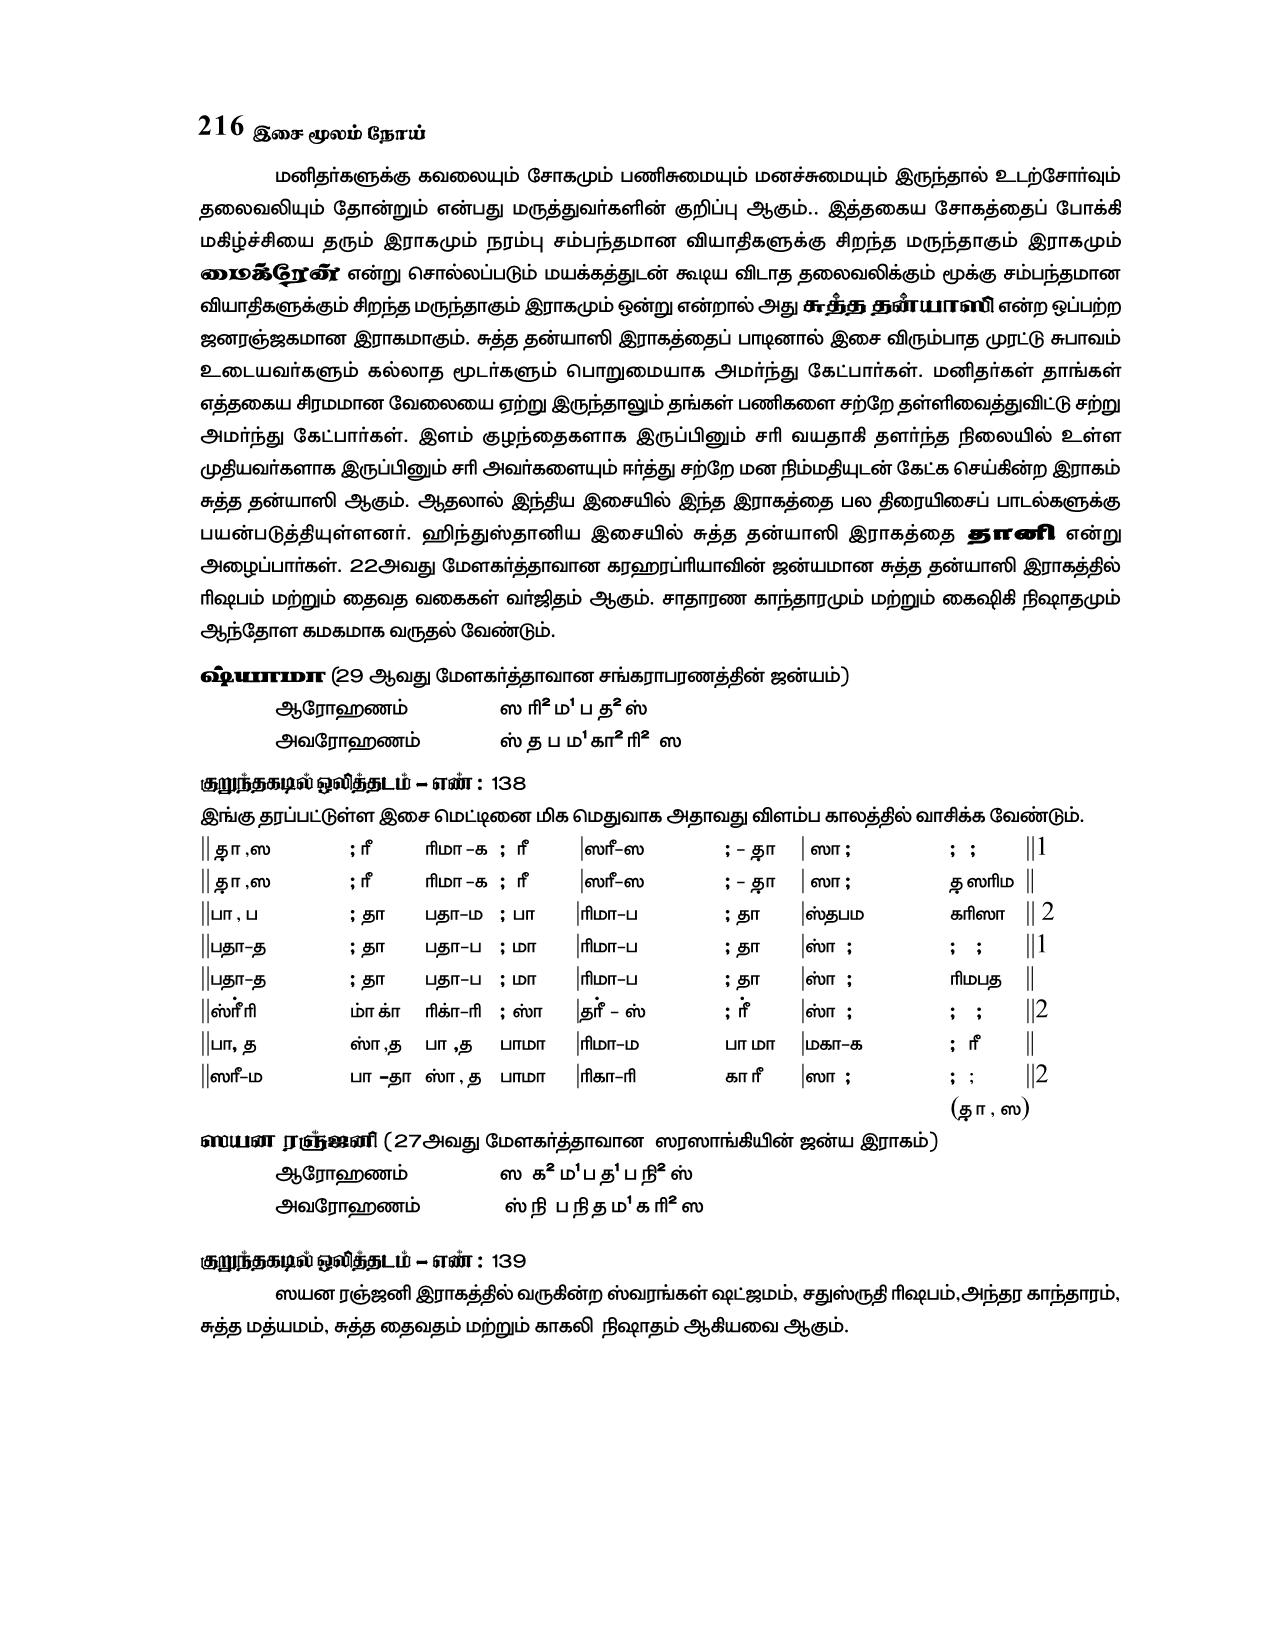 216 இசை மூலம் நோய்
மனிதர்களுக்கு கவலையும் சோகமும் பணிசுமையும் மனச்சுமையும் இருந்தால் உடற்சோர்வும்
தலைவலியும் தோன்றும் என்பது மருத்துவர்களின் குறிப்பு ஆகும்.. இத்தகைய சோகத்தைப் போக்கி
மகிழ்ச்சியை தரும் இராகமும் நரம்பு சம்பந்தமான வியாதிகளுக்கு சிறந்த மருந்தாகும் இராகமும்
மைக்ரேன் என்று சொல்லப்படும் மயக்கத்துடன் கூடிய விடாத தலைவலிக்கும் மூக்கு சம்பந்தமான
வியாதிகளுக்கும் சிறந்த மருந்தாகும் இராகமும் ஒன்று என்றால் அது சுத்த தன்யாஸி என்ற ஒப்பற்ற
ஜனரஞ்ஜகமான இராகமாகும். சுத்த தன்யாஸி இராகத்தைப் பாடினால் இசை விரும்பாத முரட்டு சுபாவம்
உடையவர்களும் கல்லாத மூடர்களும் பொறுமையாக அமர்ந்து கேட்பார்கள். மனிதர்கள் தாங்கள்
எத்தகைய சிரமமான வேலையை ஏற்று இருந்தாலும் தங்கள் பணிகளை சற்றே தள்ளிவைத்துவிட்டு சற்று
அமர்ந்து கேட்பார்கள். இளம் குழந்தைகளாக இருப்பினும் சரி வயதாகி தளர்ந்த நிலையில் உள்ள
முதியவர்களாக இருப்பினும் சரி அவர்களையும் ஈர்த்து சற்றே மன நிம்மதியுடன் கேட்க செய்கின்ற இராகம்
சுத்த தன்யாஸி ஆகும். ஆதலால் இந்திய இசையில் இந்த இராகத்தை பல திரையிசைப் பாடல்களுக்கு
பயன்படுத்தியுள்ளனர். ஹிந்துஸ்தானிய இசையில் சுத்த தன்யாஸி இராகத்தை தானி என்று
அழைப்பார்கள். 22அவது மேளகர்த்தாவான கரஹரப்ரியாவின் ஜன்யமான சுத்த தன்யாஸி இராகத்தில்
ரிஷபம் மற்றும் தைவத வகைகள் வர்ஜிதம் ஆகும். சாதாரண காந்தாரமும் மற்றும் கைஷிகி நிஷாதமும்
ஆந்தோள கமகமாக வருதல் வேண்டும்.
ஷ்யாமா (29 ஆவது மேளகர்த்தாவான சங்கராபரணத்தின் ஜன்யம்)
ஆரோஹணம் ஸ ரி² ம¹ ப த² ஸ்
அவரோஹணம் ஸ் த ப ம¹ கா² ரி² ஸ
குறுந்தகடில் ஒலித்தடம் – எண் : 138
இங்கு தரப்பட்டுள்ள இசை மெட்டினை மிக மெதுவாக அதாவது விளம்ப காலத்தில் வாசிக்க வேண்டும்.
|| தா ,ஸ ; ரீ ரிமா –க ; ரீ |ஸரீ–ஸ ; – தா | ஸா ; ; ; ||1
|| தா ,ஸ ; ரீ ரிமா –க ; ரீ |ஸரீ–ஸ ; – தா | ஸா ; த ஸரிம ||
||பா , ப ; தா பதா–ம ; பா |ரிமா–ப ; தா |ஸ்தபம கரிஸா || 2
||பதா–த ; தா பதா–ப ; மா |ரிமா–ப ; தா |ஸ்ா ; ; ; ||1
||பதா–த ; தா பதா–ப ; மா |ரிமா–ப ; தா |ஸ்ா ; ரிமபத ||
||ஸ்ரீ்ரி ம்ா க்ா ரிக்ா–ரி ; ஸ்ா |தரீ் – ஸ் ; ரீ் |ஸ்ா ; ; ; ||2
||பா, த ஸ்ா ,த பா ,த பாமா |ரிமா–ம பா மா |மகா–க ; ரீ ||
||ஸரீ–ம பா –தா ஸ்ா , த பாமா |ரிகா–ரி கா ரீ |ஸா ; ; ; ||2
(தா , ஸ)
ஸயன ரஞ்ஜனி (27அவது மேளகர்த்தாவான ஸரஸாங்கியின் ஜன்ய இராகம்)
ஆரோஹணம் ஸ க² ம¹ ப த¹ ப நி² ஸ்
அவரோஹணம் ஸ் நி ப நி த ம¹ க ரி² ஸ
குறுந்தகடில் ஒலித்தடம் – எண் : 139
ஸயன ரஞ்ஜனி இராகத்தில் வருகின்ற ஸ்வரங்கள் ஷட்ஜமம், சதுஸ்ருதி ரிஷபம்,அந்தர காந்தாரம்,
சுத்த மத்யமம், சுத்த தைவதம் மற்றும் காகலி நிஷாதம் ஆகியவை ஆகும்.